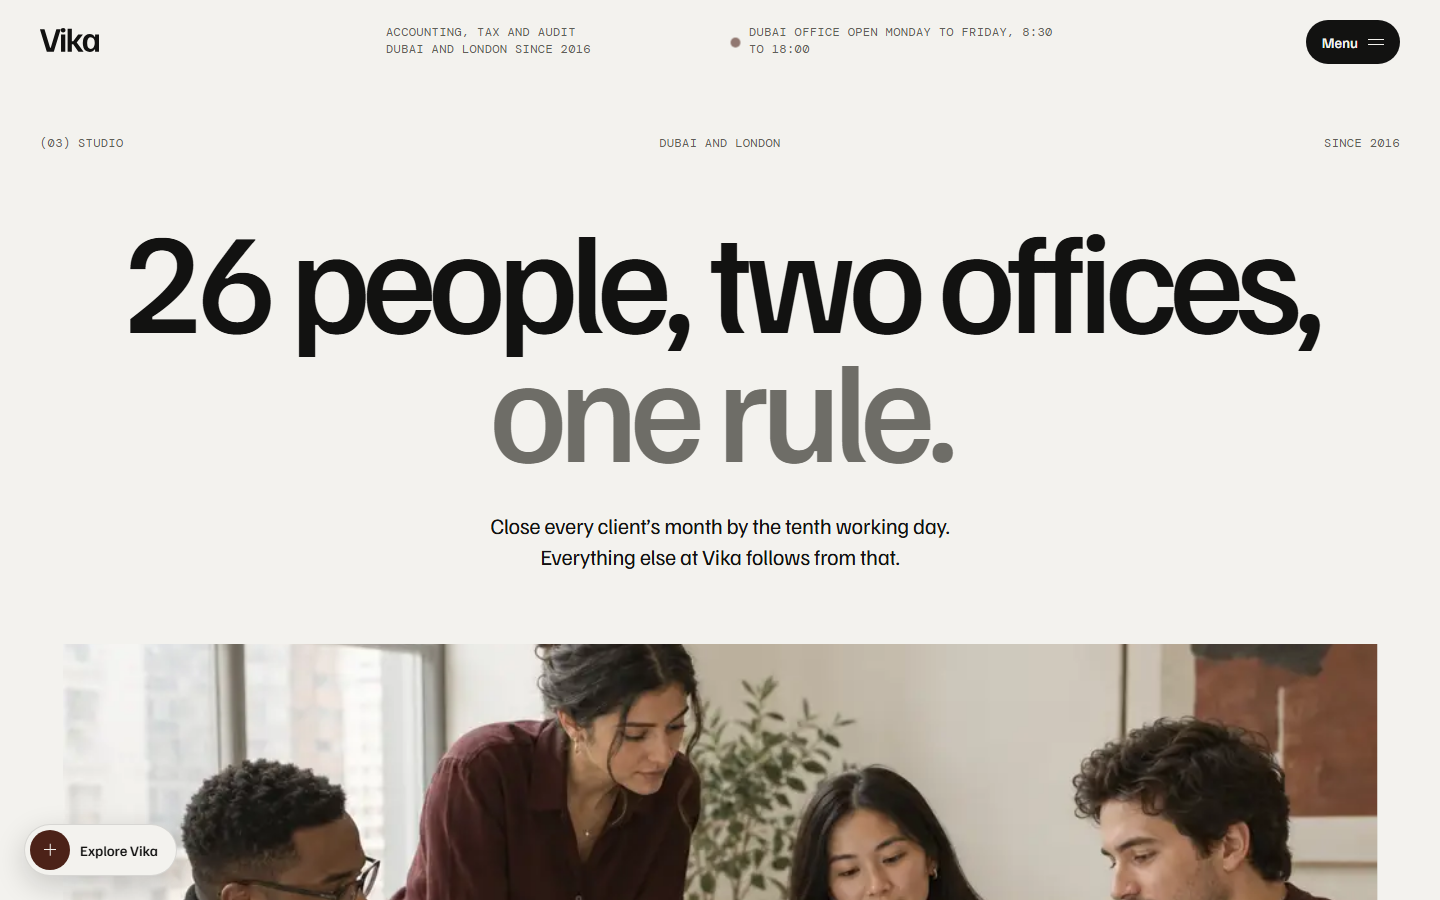 Vika
ACCOUNTING, TAX AND AUDIT
DUBAI AND LONDON SINCE 2016
DUBAI OFFICE OPEN MONDAY TO FRIDAY, 8:30
TO 18:00
Menu
(03) STUDIO
DUBAI AND LONDON
SINCE 2016
26 people, two offices,
one rule.
Close every client’s month by the tenth working day.
Everything else at Vika follows from that.
Explore Vika